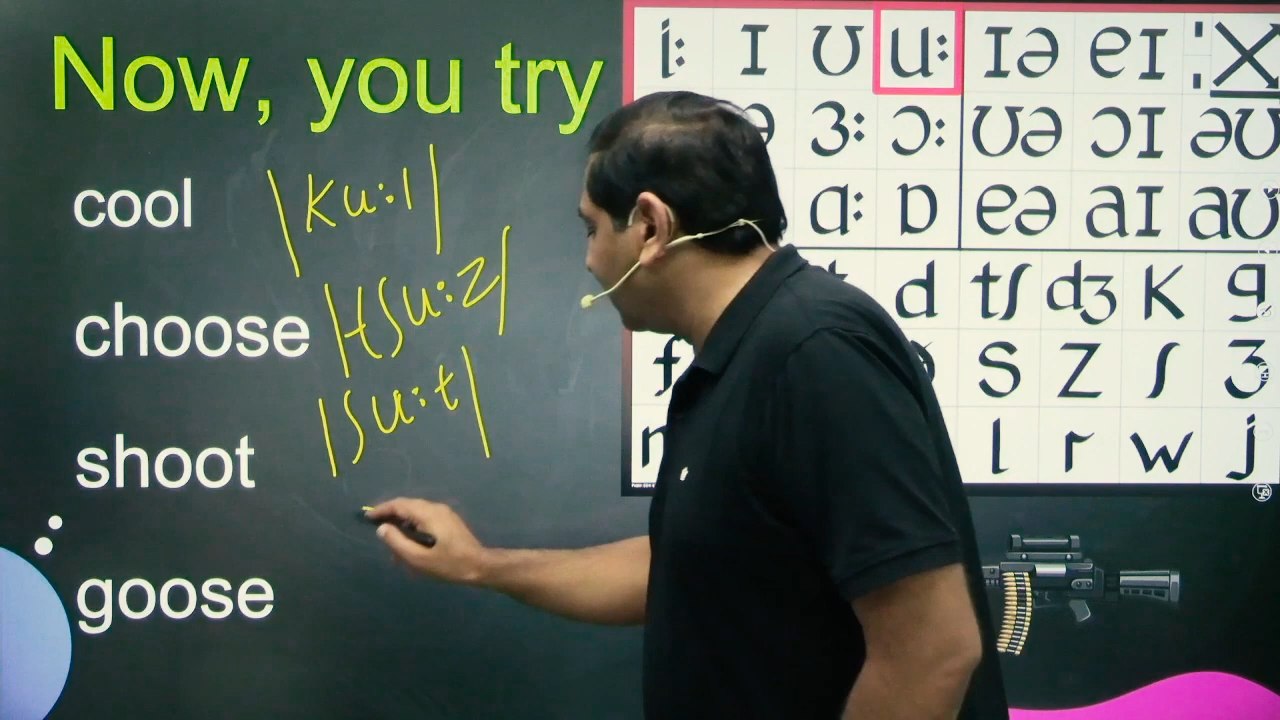 Now, you try
cool |ku:l|
choose |tʃu:z|
shoot |ʃu:t|
goose
i: ɪ ʊ u: ɪə eɪ ˈ X
ə ɜ: ɔ: ʊə ɔɪ əʊ
ɑ: ɒ eə aɪ aʊ
t d tʃ dʒ k g
f s z ʃ ʒ
l r w j